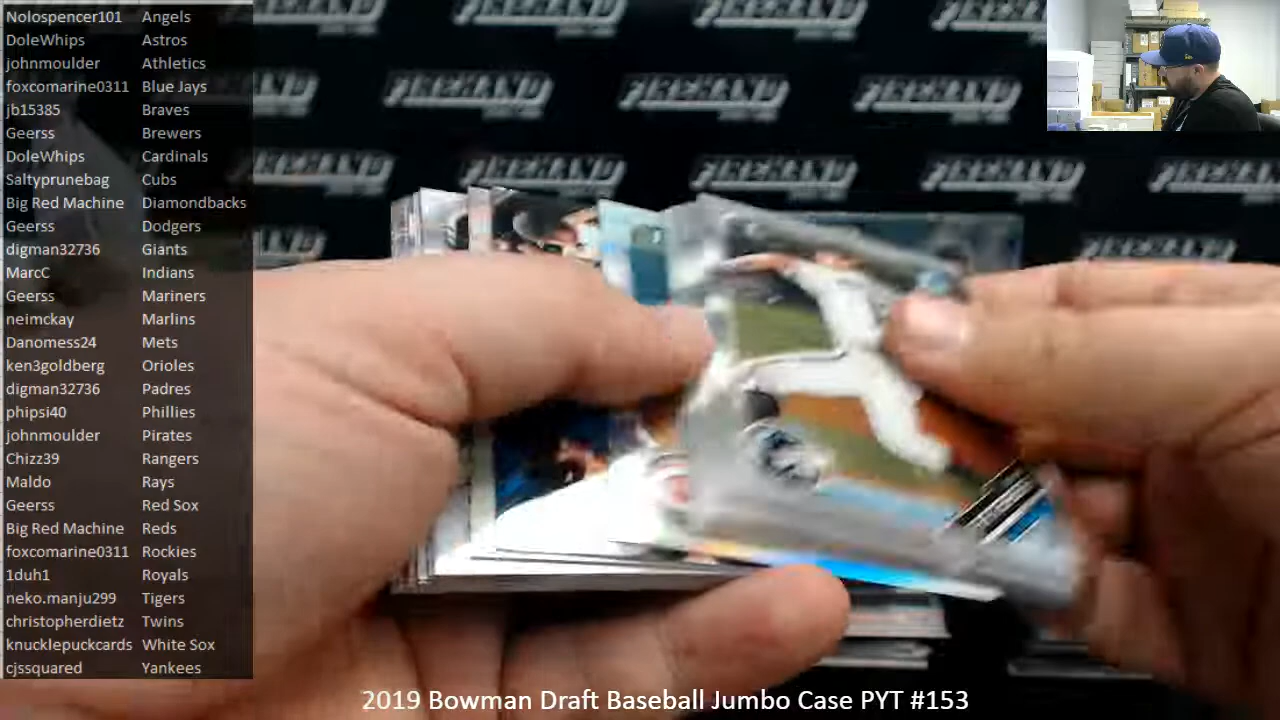 Nolospencer101 Angels
DoleWhips Astros
johnmoulder Athletics
foxcomarine0311 Blue Jays
jb15385 Braves
Geerss Brewers
DoleWhips Cardinals
Saltyprunebag Cubs
Big Red Machine Diamondbacks
Geerss Dodgers
digman32736 Giants
MarcC Indians
Geerss Mariners
neimckay Marlins
Danomess24 Mets
ken3goldberg Orioles
digman32736 Padres
phipsi40 Phillies
johnmoulder Pirates
Chizz39 Rangers
Maldo Rays
Geerss Red Sox
Big Red Machine Reds
foxcomarine0311 Rockies
1duh1 Royals
neko.manju299 Tigers
christopherdietz Twins
knucklepuckcards White Sox
cjssquared Yankees
2019 Bowman Draft Baseball Jumbo Case PYT #153